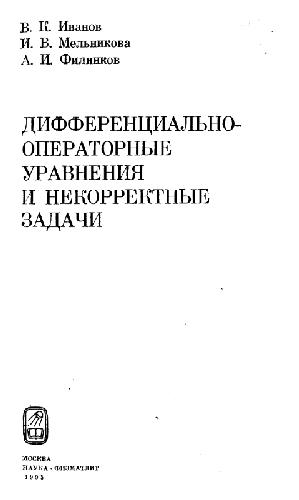 В. К. Иванов
И. В. Мельникова
А. И. Филинков
ДИФФЕРЕНЦИАЛЬНО-
ОПЕРАТОРНЫЕ
УРАВНЕНИЯ
И НЕКОРРЕКТНЫЕ
ЗАДАЧИ
МОСКВА
НАУКА · ФИЗМАТЛИТ
1995